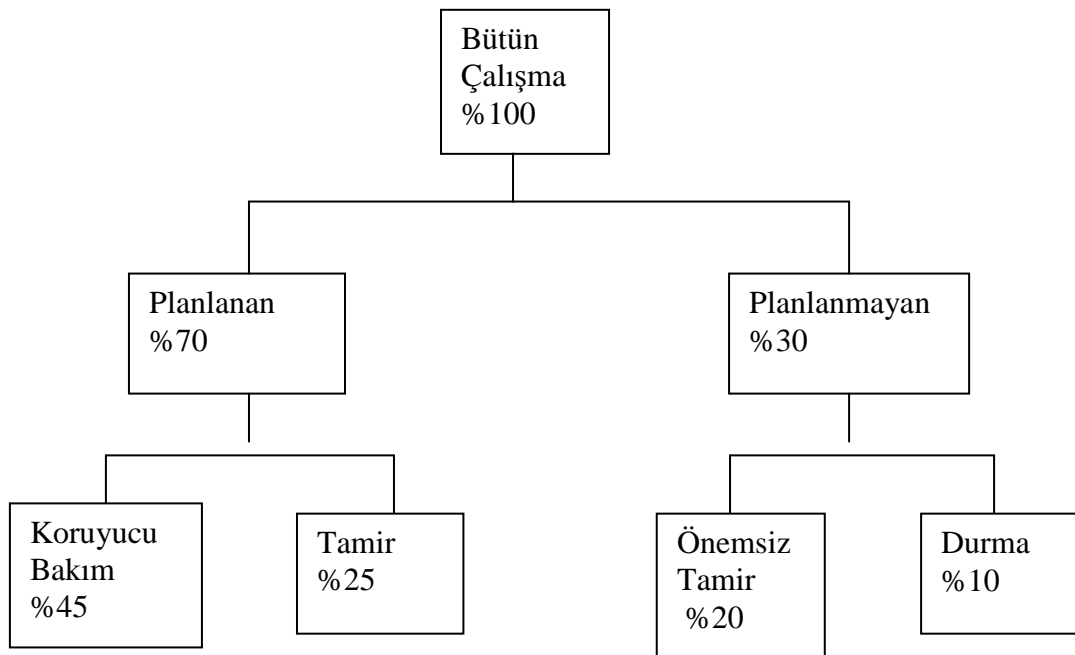 Bütün
Çalışma
%100
Planlanan
%70
Planlanmayan
%30
Koruyucu
Bakım
%45
Tamir
%25
Önemsiz
Tamir
%20
Durma
%10